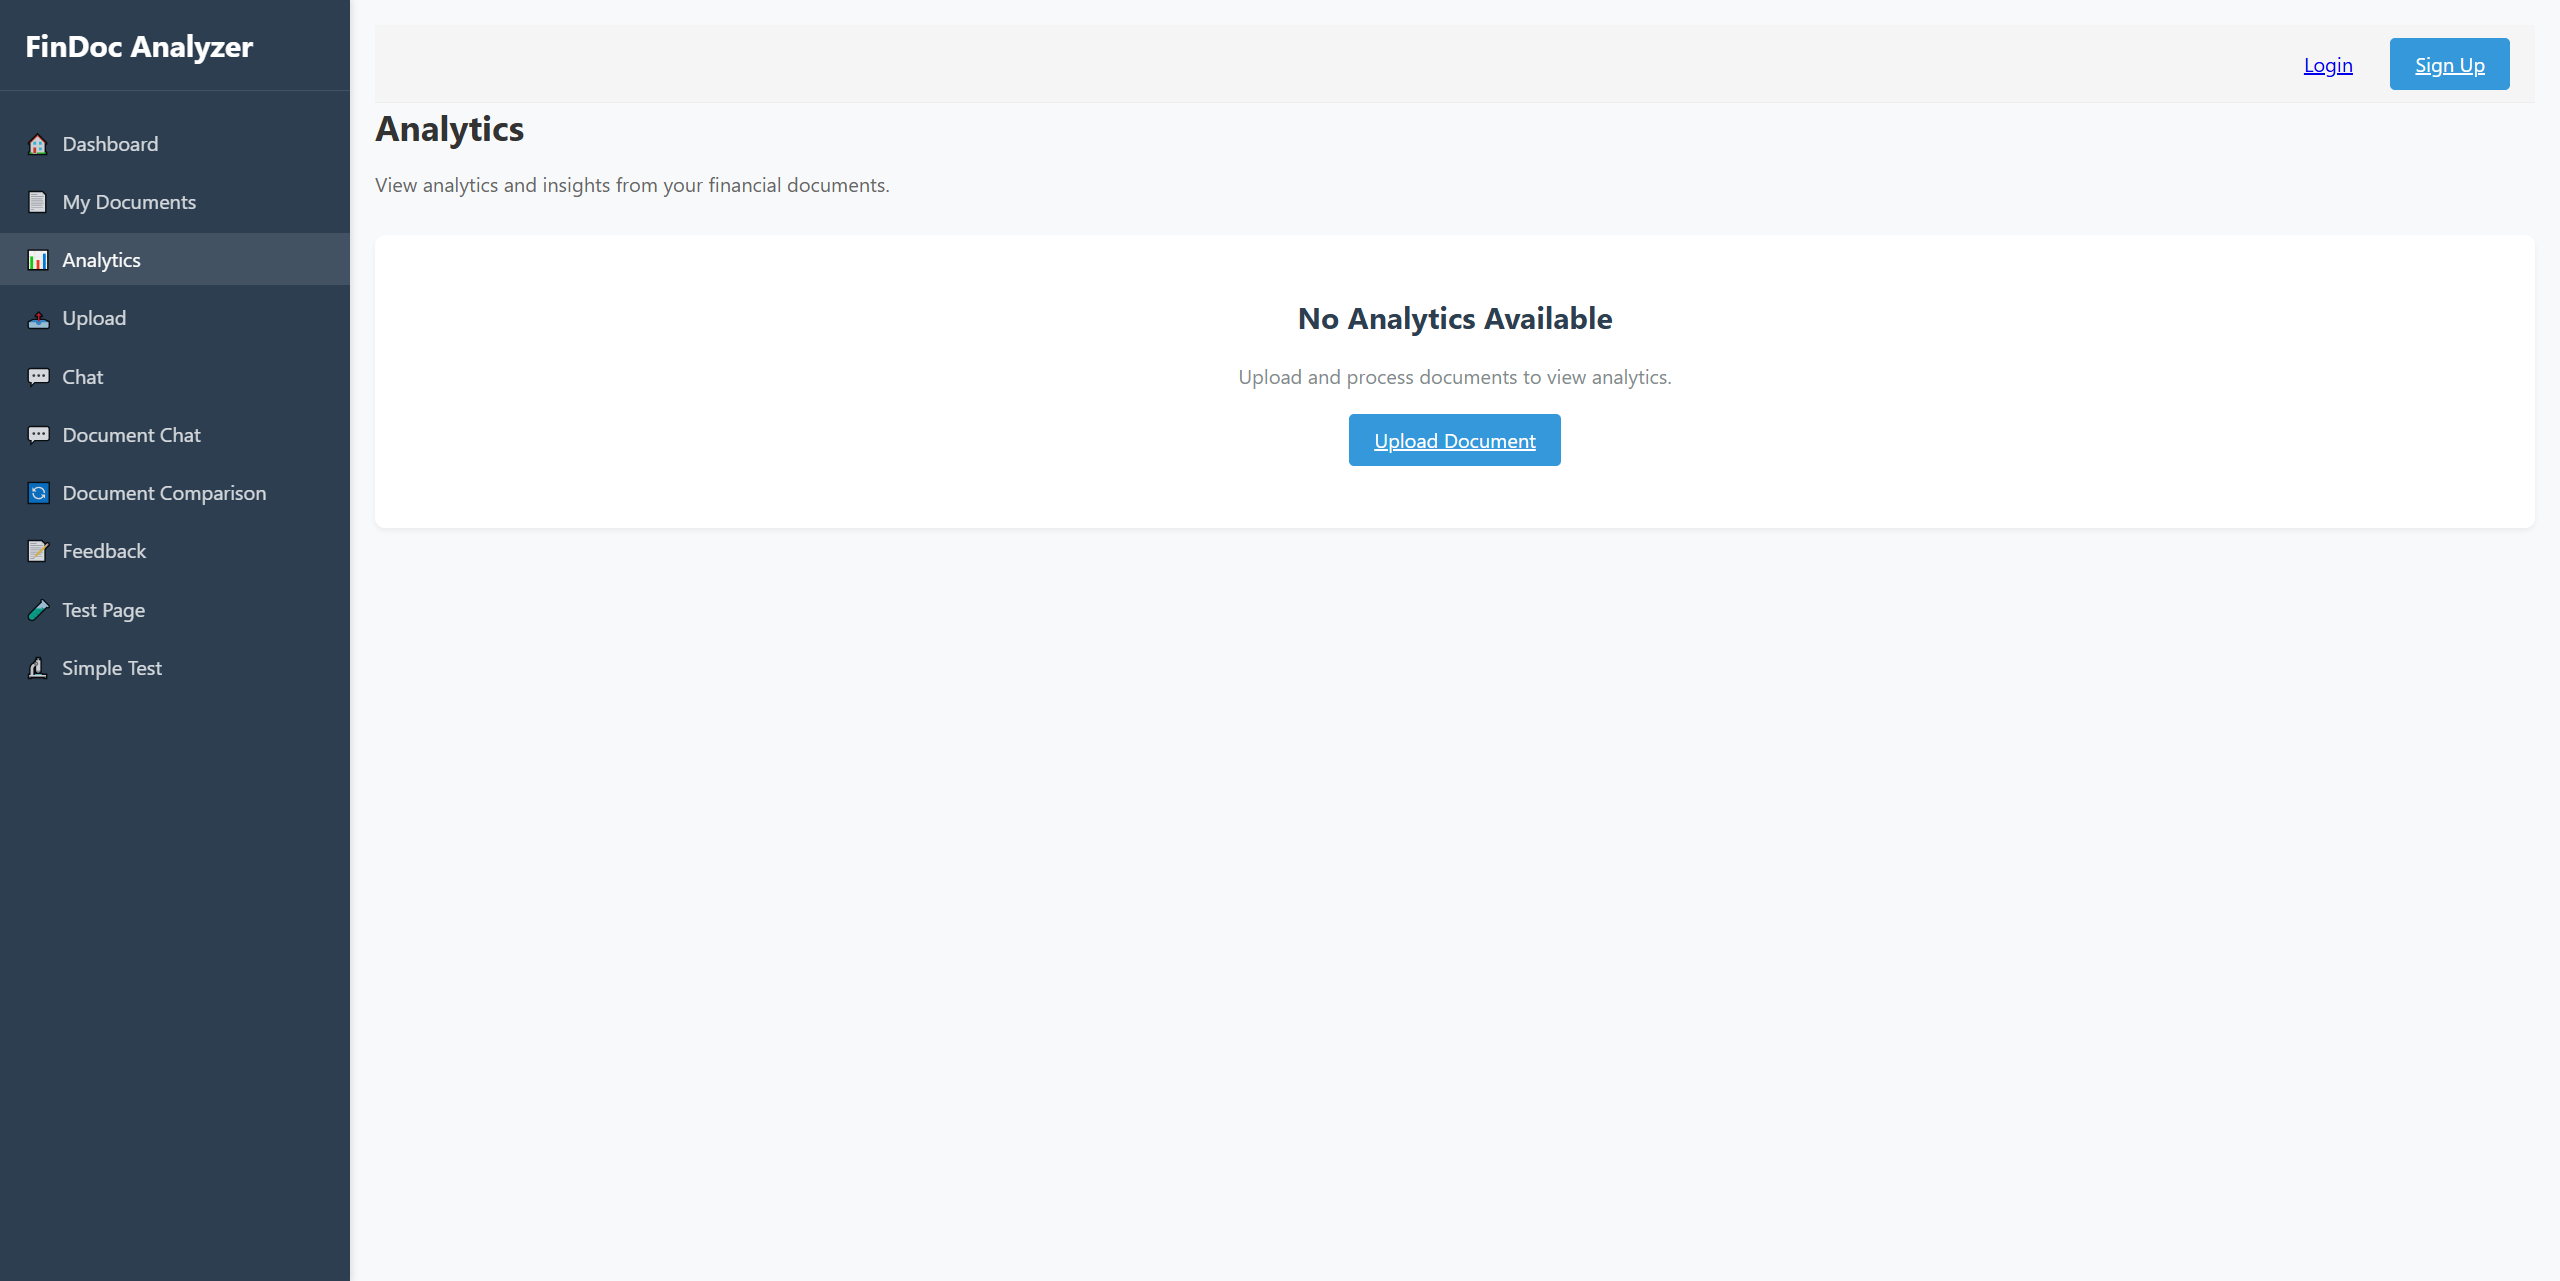 FinDoc Analyzer
Dashboard
My Documents
Analytics
Upload
Chat
Document Chat
Document Comparison
Feedback
Test Page
Simple Test
Login
Sign Up
Analytics
View analytics and insights from your financial documents.
No Analytics Available
Upload and process documents to view analytics.
Upload Document